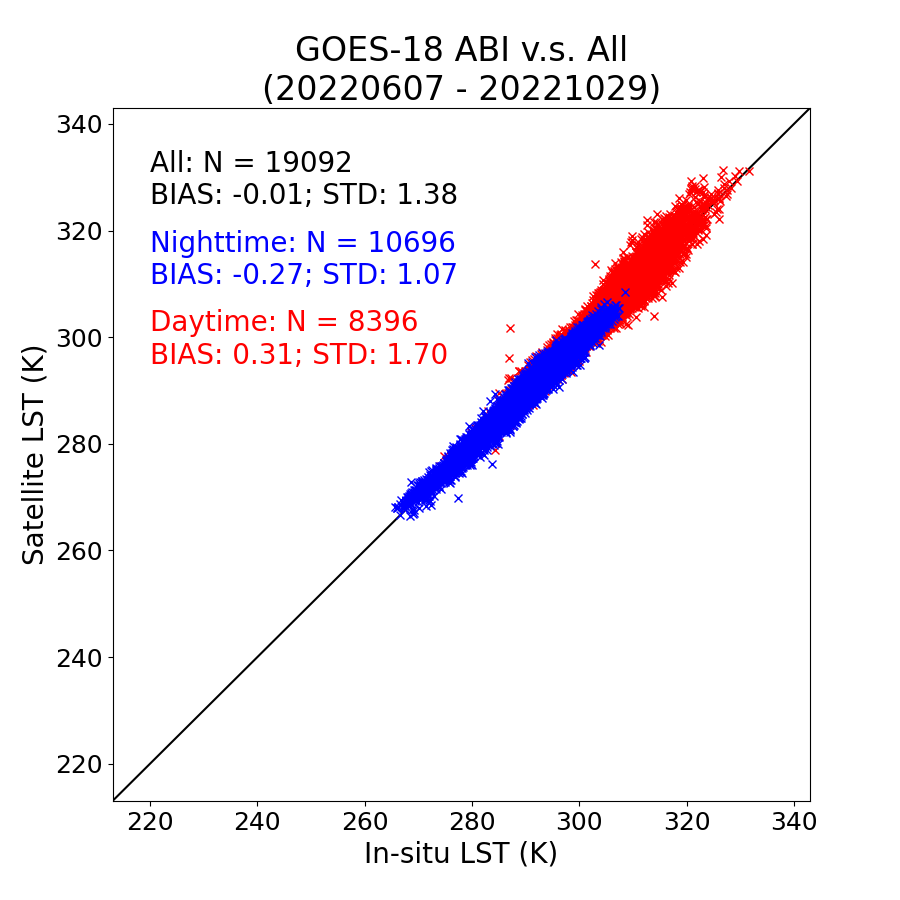 GOES-18 ABI v.s. All
(20220607 - 20221029)
340
320
300
280
260
240
220
Satellite LST (K)
All: N = 19092
BIAS: -0.01; STD: 1.38
Nighttime: N = 10696
BIAS: -0.27; STD: 1.07
Daytime: N = 8396
BIAS: 0.31; STD: 1.70
220 240 260 280 300 320 340
In-situ LST (K)